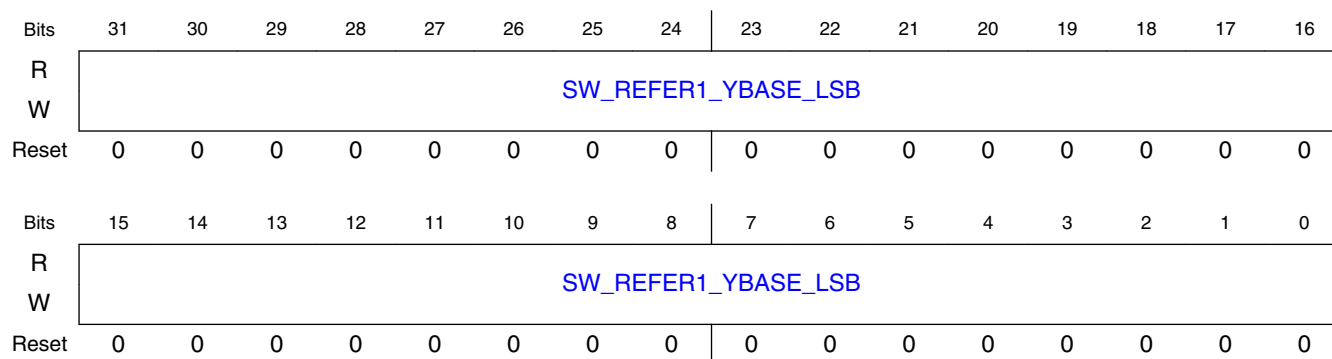 Bits 31 30 29 28 27 26 25 24 23 22 21 20 19 18 17 16
R
SW_REFER1_YBASE_LSB
W
Reset 0 0 0 0 0 0 0 0 0 0 0 0 0 0 0 0
Bits 15 14 13 12 11 10 9 8 7 6 5 4 3 2 1 0
R
SW_REFER1_YBASE_LSB
W
Reset 0 0 0 0 0 0 0 0 0 0 0 0 0 0 0 0